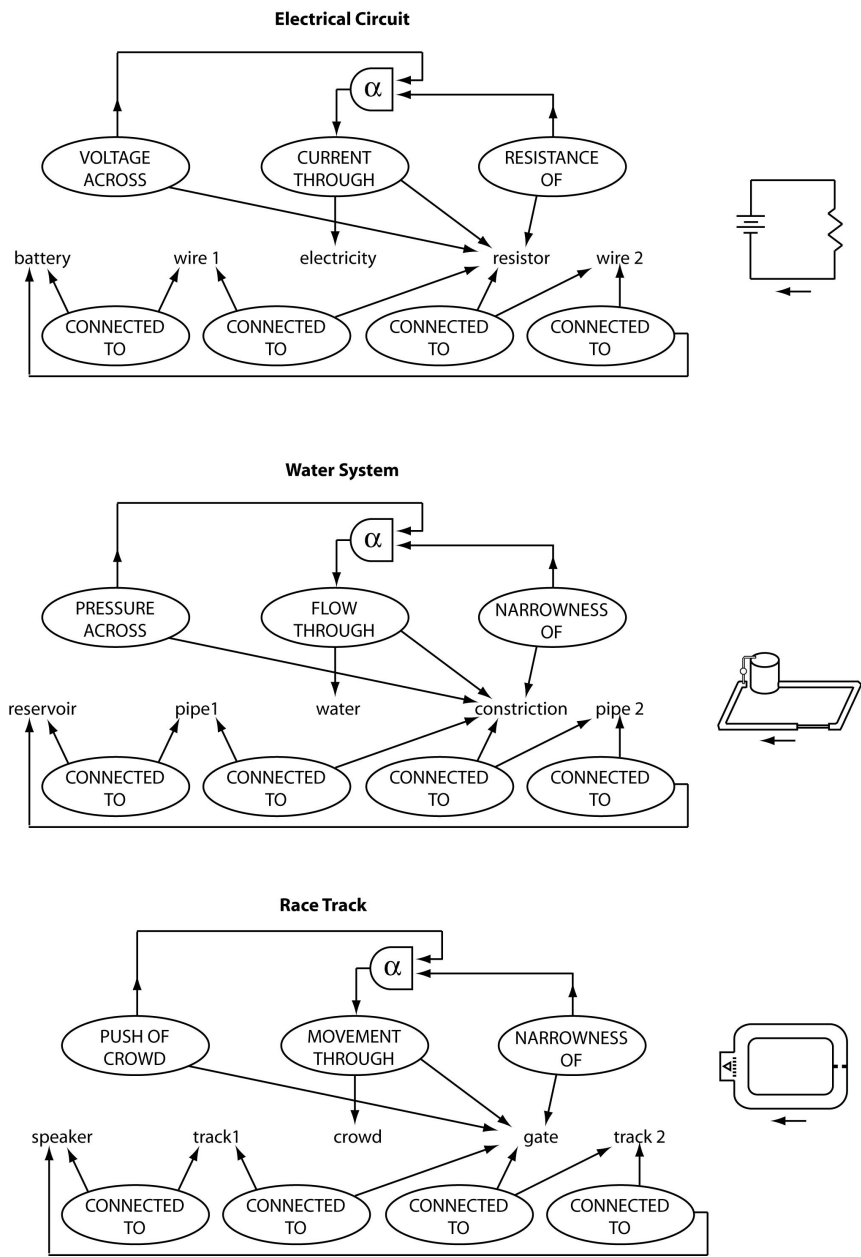 Electrical Circuit
α
VOLTAGE
ACROSS
CURRENT
THROUGH
RESISTANCE
OF
battery
wire 1
electricity
resistor
wire 2
CONNECTED
TO
CONNECTED
TO
CONNECTED
TO
CONNECTED
TO
Water System
α
PRESSURE
ACROSS
FLOW
THROUGH
NARROWNESS
OF
reservoir
pipe1
water
constriction
pipe 2
CONNECTED
TO
CONNECTED
TO
CONNECTED
TO
CONNECTED
TO
Race Track
α
PUSH OF
CROWD
MOVEMENT
THROUGH
NARROWNESS
OF
speaker
track1
crowd
gate
track 2
CONNECTED
TO
CONNECTED
TO
CONNECTED
TO
CONNECTED
TO